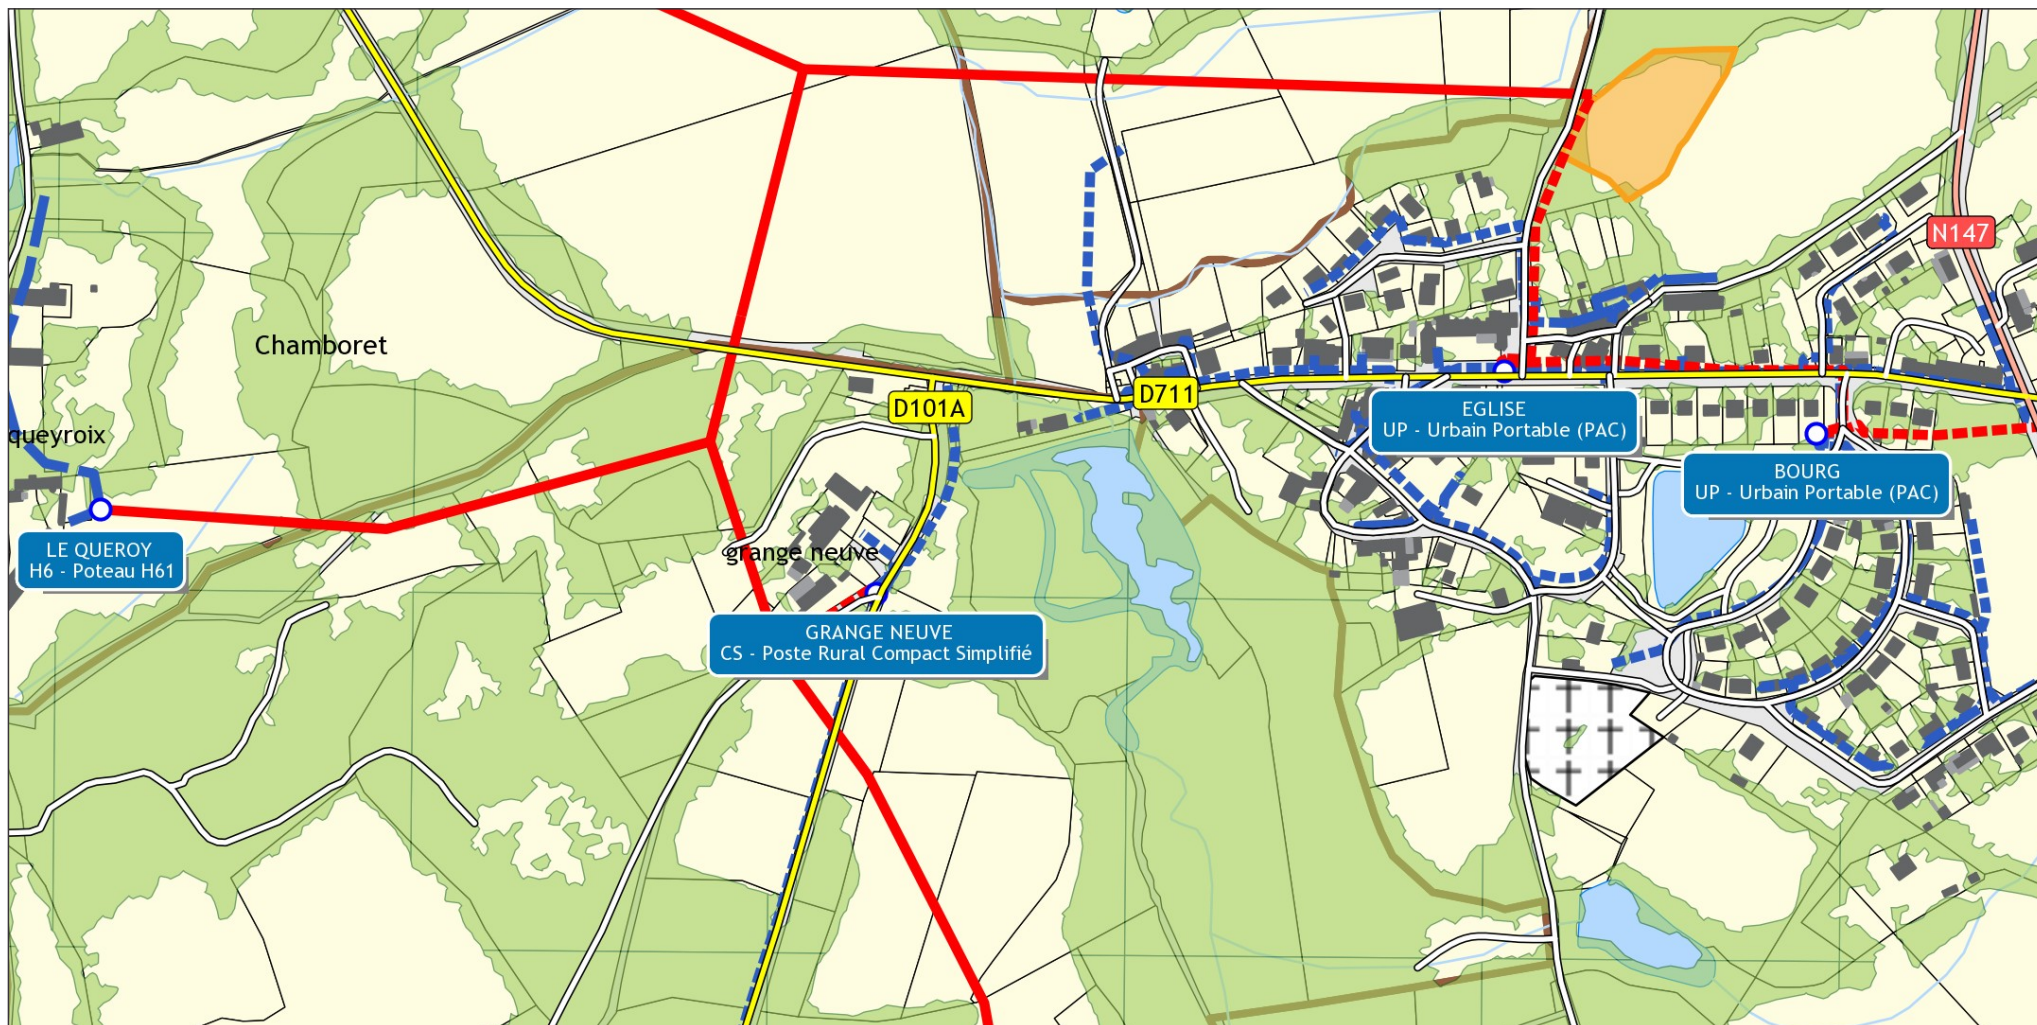 N147
Chamboret
D711
D101A
EGLISE
UP - Urbain Portable (PAC)
queyroix
BOURG
UP - Urbain Portable (PAC)
LE QUEROY
H6 - Poteau H61
grange neuve
GRANGE NEUVE
CS - Poste Rural Compact Simplifié